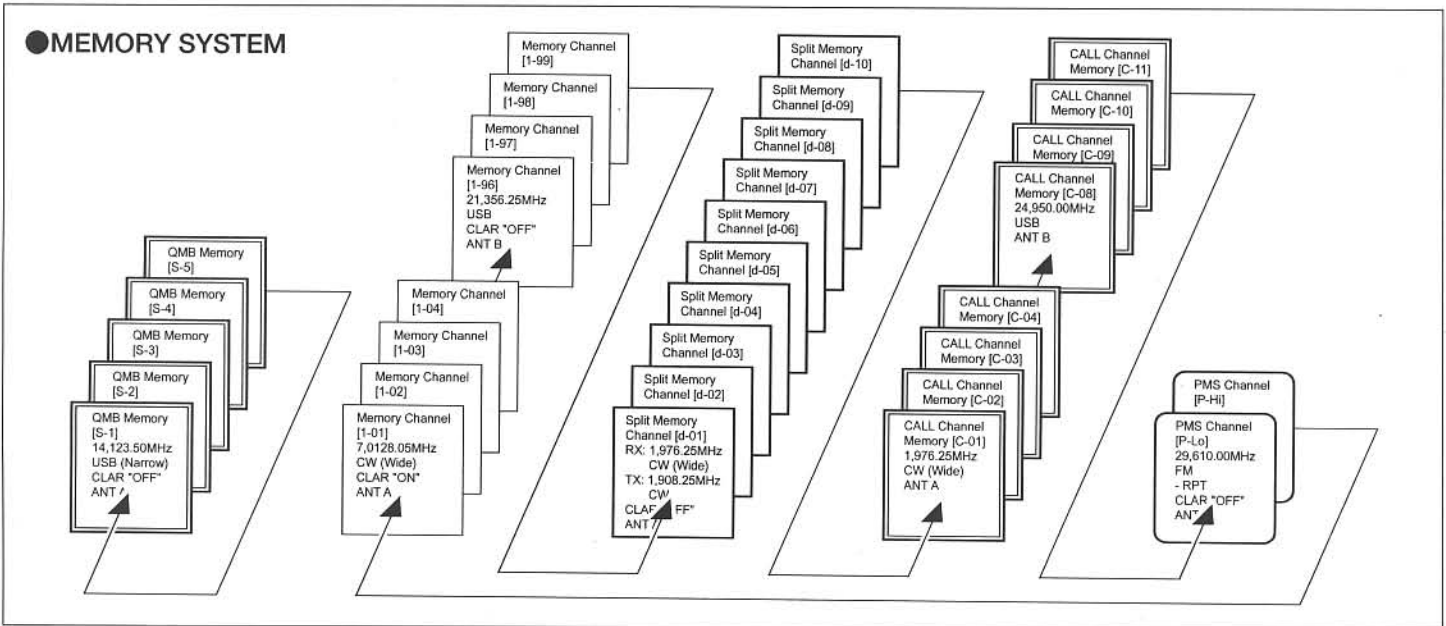 ●MEMORY SYSTEM
QMB Memory
[S-5]
QMB Memory
[S-4]
QMB Memory
[S-3]
QMB Memory
[S-2]
QMB Memory
[S-1]
14,123.50MHz
USB (Narrow)
CLAR "OFF"
ANT
Memory Channel
[1-99]
Memory Channel
[1-98]
Memory Channel
[1-97]
Memory Channel
[1-96]
21,356.25MHz
USB
CLAR "OFF"
ANT B
Memory Channel
[1-04]
Memory Channel
[1-03]
Memory Channel
[1-02]
Memory Channel
[1-01]
7,0128.05MHz
CW (Wide)
CLAR "ON"
ANT A
Split Memory
Channel [d-10]
Split Memory
Channel [d-09]
Split Memory
Channel [d-08]
Split Memory
Channel [d-07]
Split Memory
Channel [d-06]
Split Memory
Channel [d-05]
Split Memory
Channel [d-04]
Split Memory
Channel [d-03]
Split Memory
Channel [d-02]
Split Memory
Channel [d-01]
RX: 1,976.25MHz
CW (Wide)
TX: 1,908.25MHz
CW
ANT
CALL Channel
Memory [C-11]
CALL Channel
Memory [C-10]
CALL Channel
Memory [C-09]
CALL Channel
Memory [C-08]
24,950.00MHz
USB
ANT B
CALL Channel
Memory [C-04]
CALL Channel
Memory [C-03]
CALL Channel
Memory [C-02]
CALL Channel
Memory [C-01]
1,976.25MHz
CW (Wide)
ANT A
PMS Channel
[P-Hi]
PMS Channel
[P-Lo]
29,610.00MHz
FM
- RPT
CLAR "OFF"
ANT